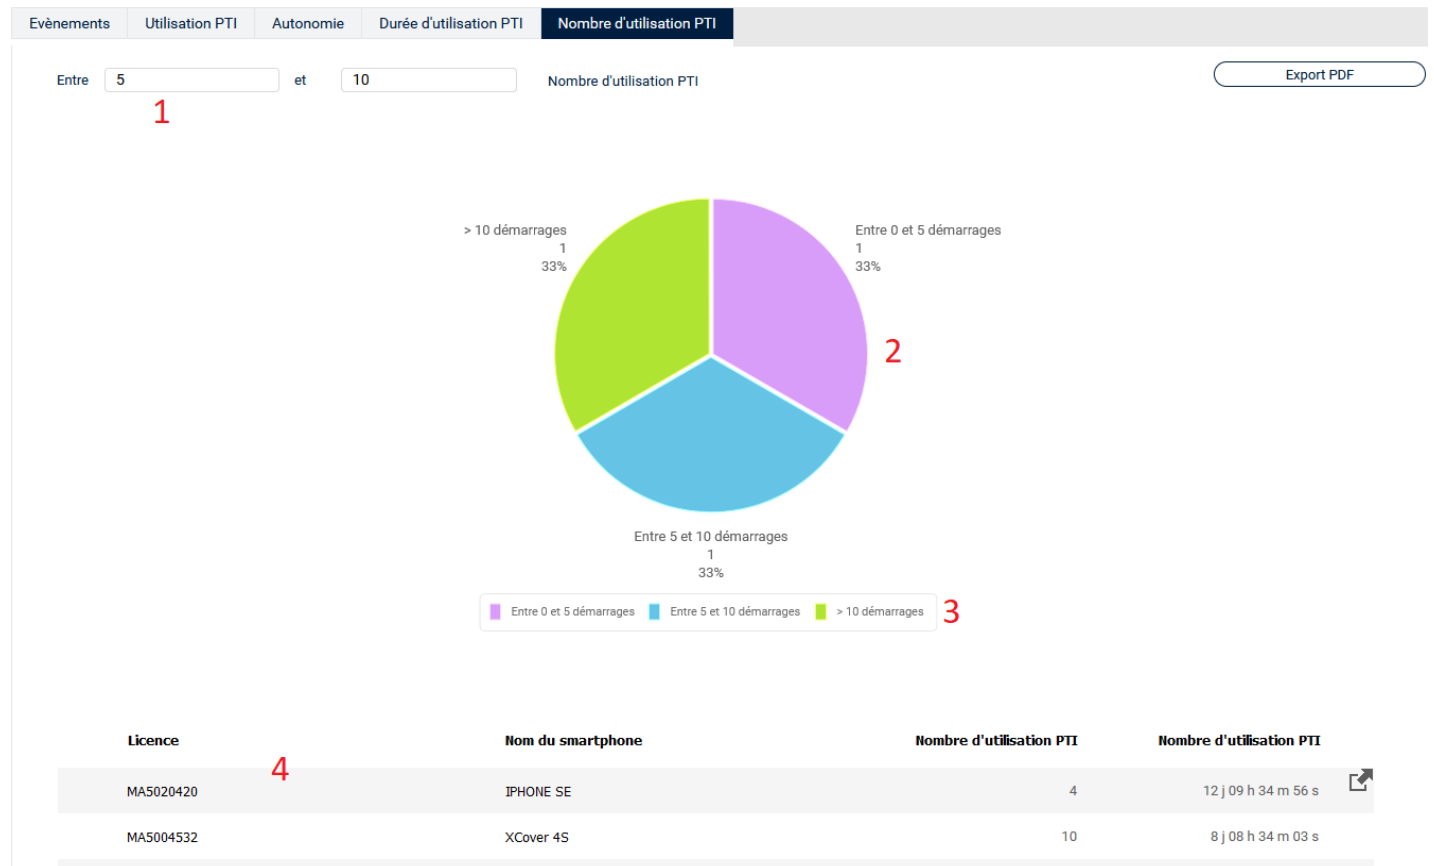 Evènements Utilisation PTI Autonomie Durée d'utilisation PTI Nombre d'utilisation PTI
Entre 5 et 10 Nombre d'utilisation PTI Export PDF
1
> 10 démarrages
1
33%
Entre 0 et 5 démarrages
1
33%
2
Entre 5 et 10 démarrages
1
33%
Entre 0 et 5 démarrages Entre 5 et 10 démarrages > 10 démarrages 3
Licence Nom du smartphone Nombre d'utilisation PTI Nombre d'utilisation PTI
4
MA5020420 IPHONE SE 4 12 j 09 h 34 m 56 s
MA5004532 XCover 4S 10 8 j 08 h 34 m 03 s